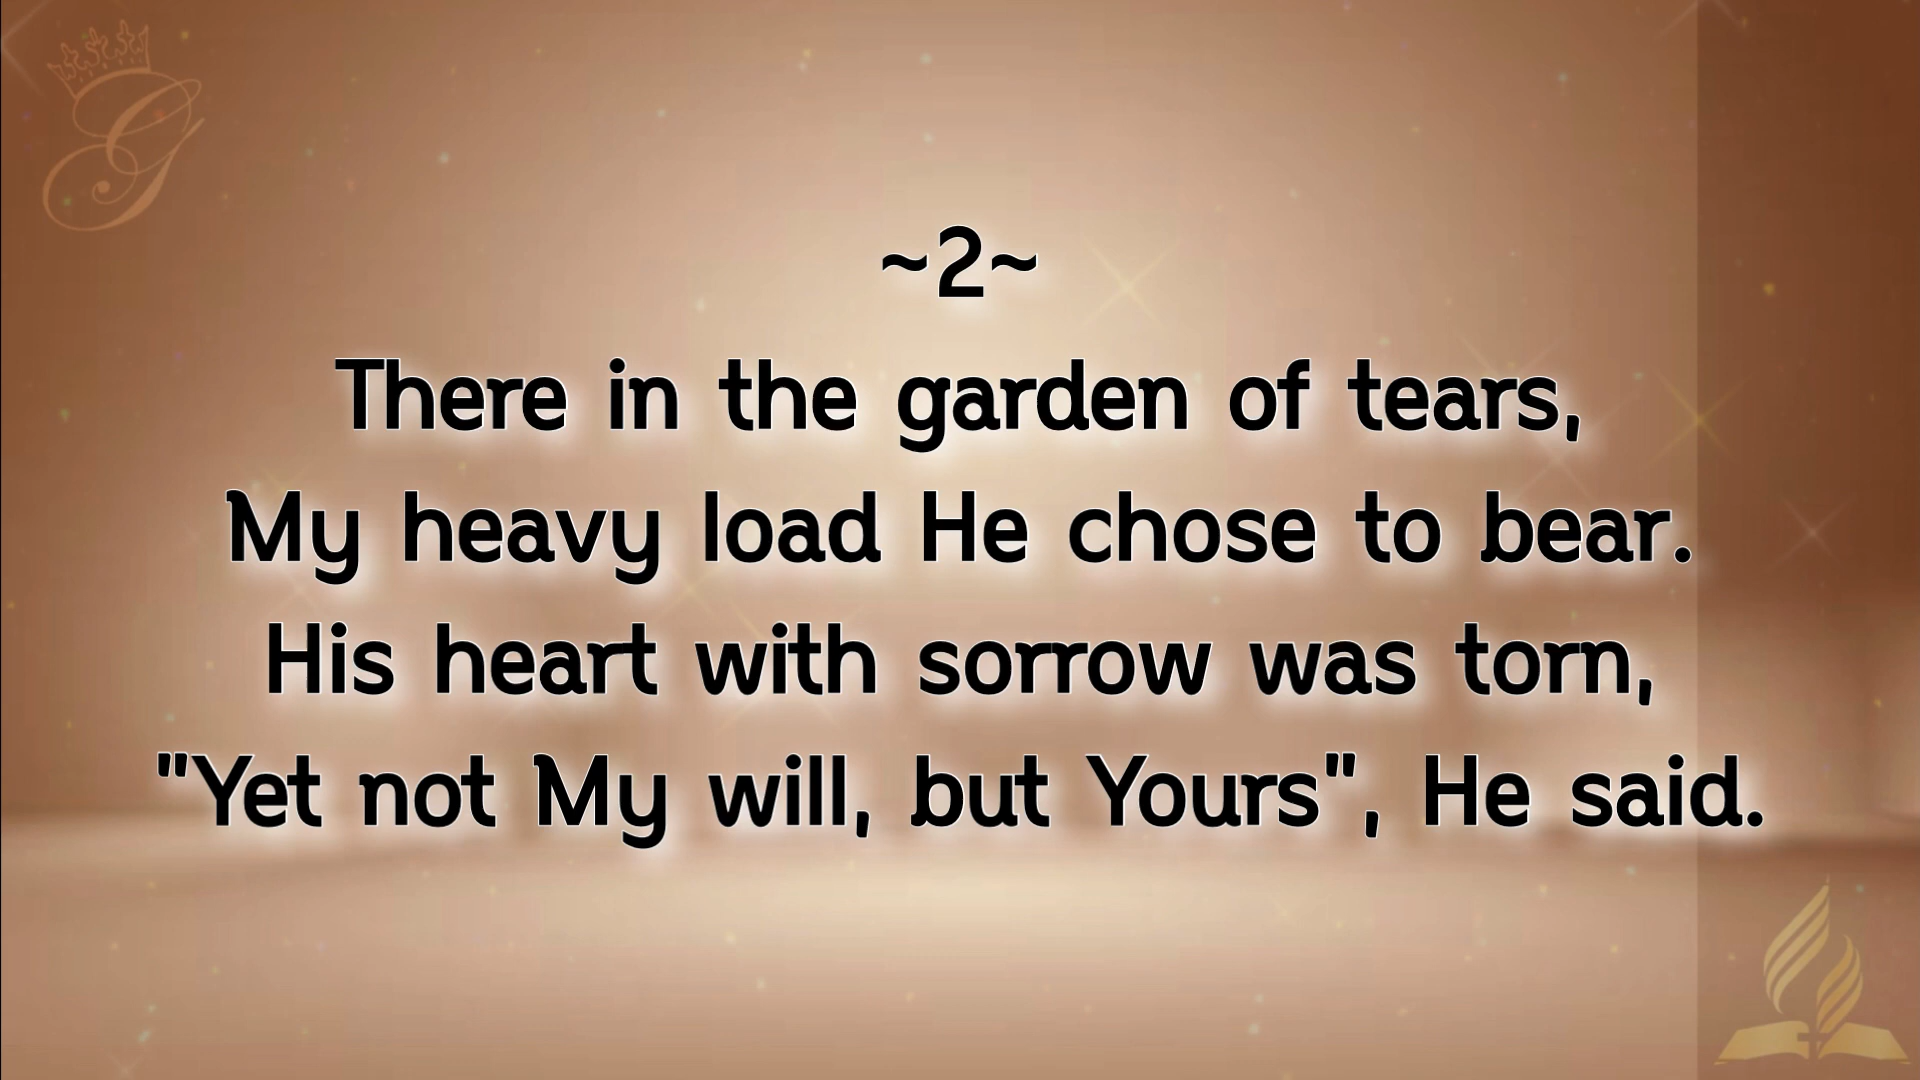 ~2~
There in the garden of tears,
My heavy load He chose to bear.
His heart with sorrow was torn,
"Yet not My will, but Yours", He said.
G